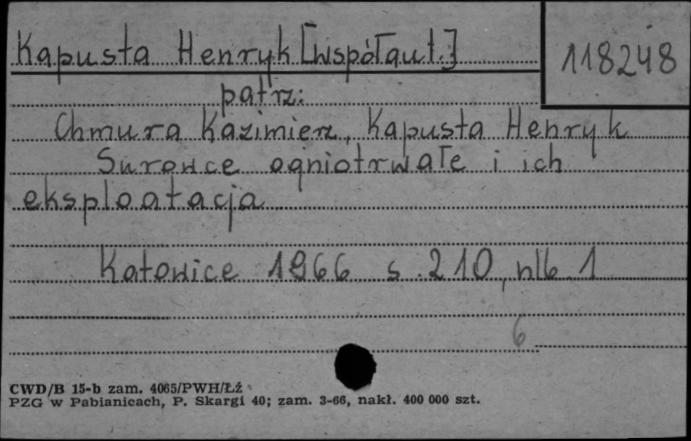 Kapusta Henryk [współaut.]
118248
patrz:
Chmura Kazimierz, Kapusta Henryk
Surowce ogniotrwałe i ich
eksploatacja
Katowice 1966 s. 210, nlb 1
6
CWD/B 15-b zam. 4065/PWH/Łź
PZG w Pabianicach, P. Skargi 40; zam. 3-66, nakł. 400 000 szt.